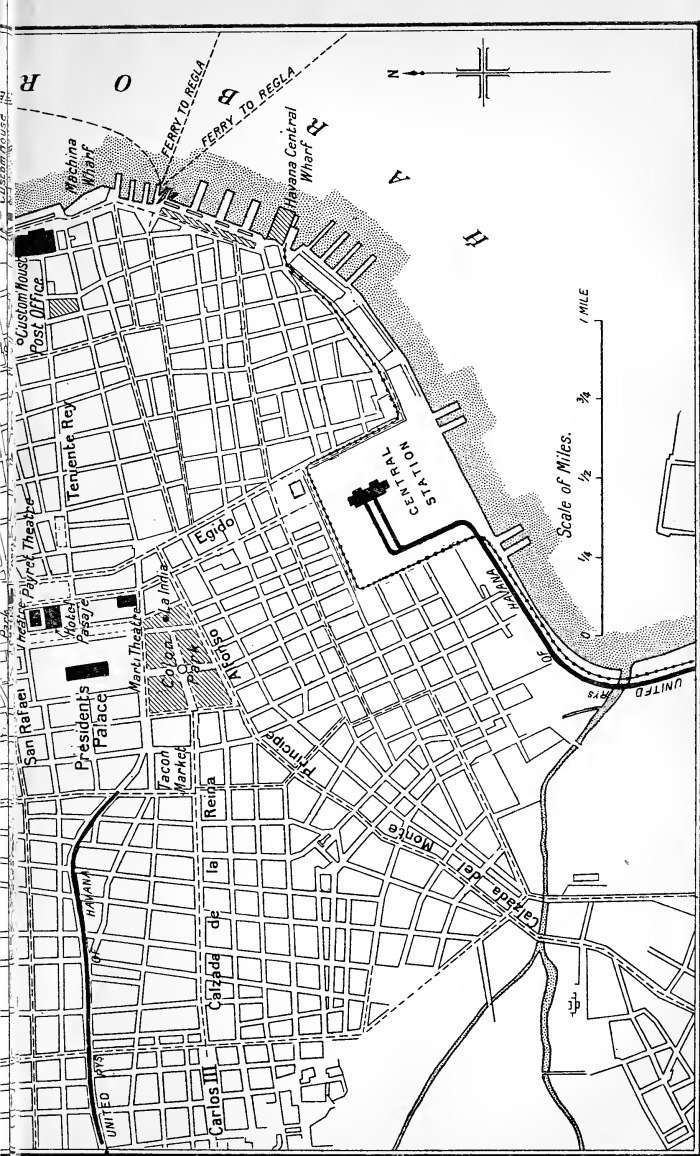 HARBOR
N
FERRY TO REGLA
FERRY TO REGLA
Machina
Wharf
Havana Central
Wharf
Custom House
Post Office
Teniente Rey
Payret Theatre
Hotel
Pasaje
Marti Theatre
La India
Colon
Park
Egido
CENTRAL
STATION
Scale of Miles.
0
¼
½
¾
1 MILE
San Rafael
President's
Palace
Tacon
Market
Principe
Alfonso
Calzada de la Reina
Calzada del Monte
Carlos III
UNITED RYS OF HAVANA
UNITED RYS OF HAVANA